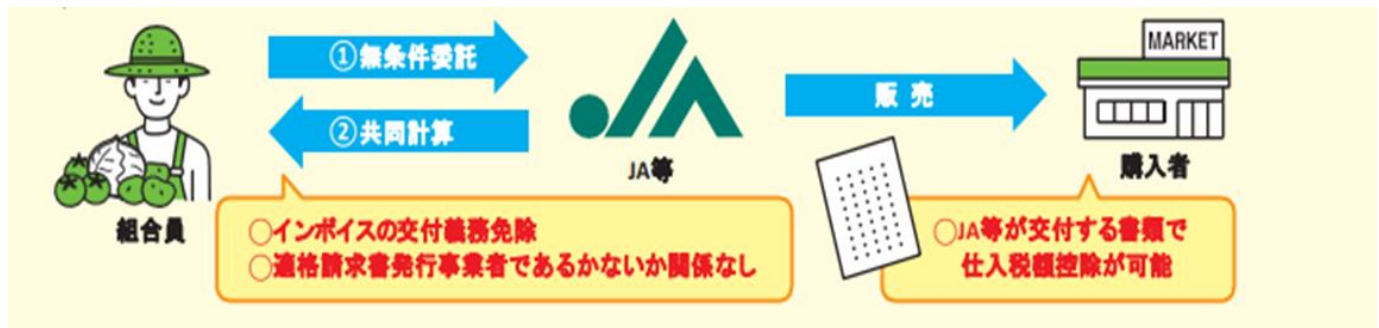 ①無条件委託
②共同計算
JA等
販売
MARKET
購入者
組合員
○インボイスの交付義務免除
○適格請求書発行事業者であるかないか関係なし
○JA等が交付する書類で
仕入税額控除が可能